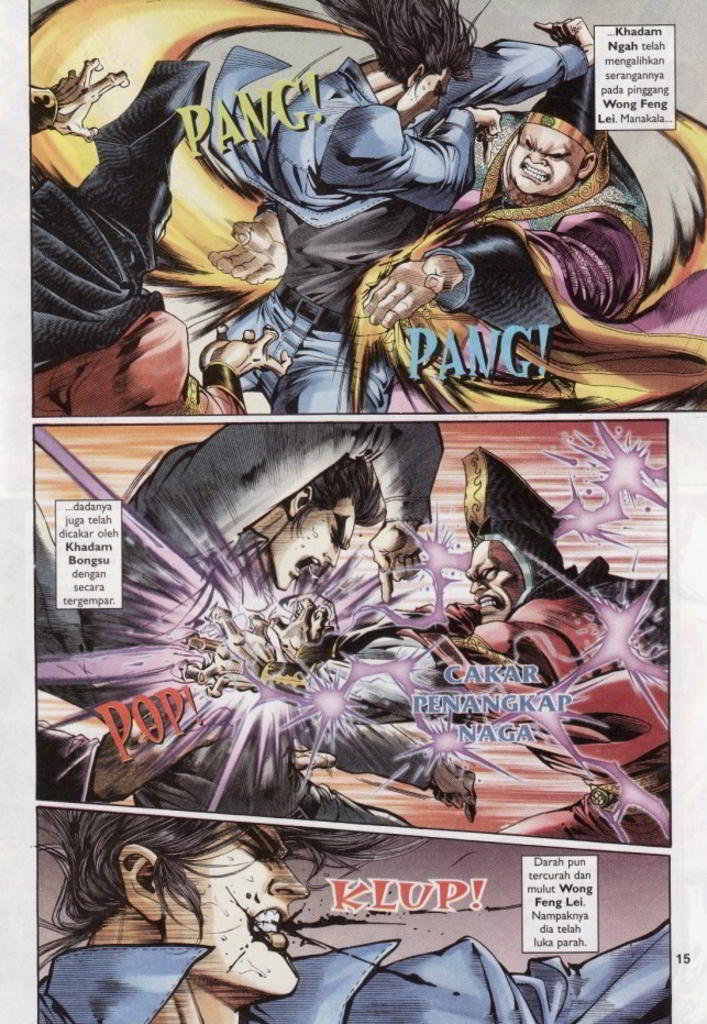 ...Khadam
Ngah telah
mengalihkan
serangannya
pada pinggang
Wong Feng
Lei. Manakala...
PANG!
PANG!
...dadanya
juga telah
dicakar oleh
Khadam
Bongsu
dengan
secara
tergempar.
CAKAR
PENANGKAP
NAGA
POP!
KLUP!
Darah pun
tercurah dan
mulut Wong
Feng Lei.
Nampaknya
dia telah
luka parah.
15